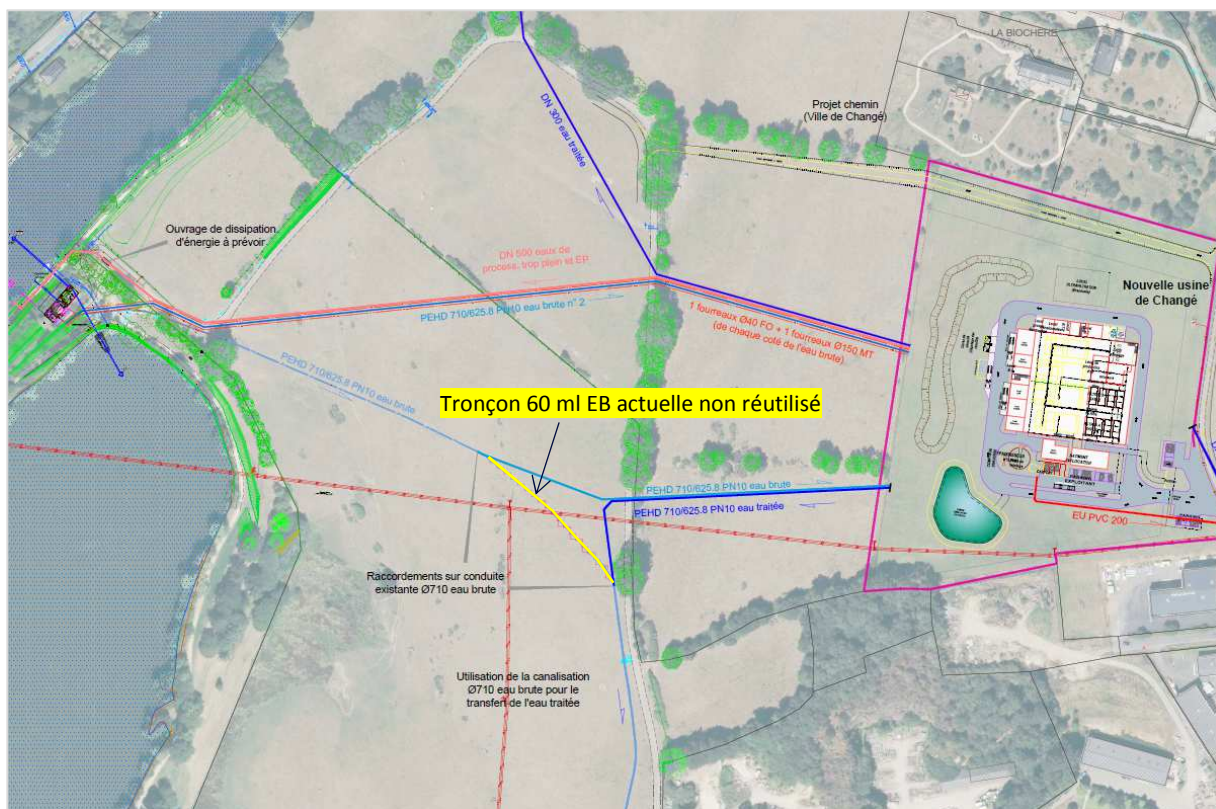 LA BIOCHÈRE
Projet chemin
(Ville de Changé)
DN 300 eau traitée
Ouvrage de dissipation
d'énergie à prévoir
DN 500 eaux de
process, trop plein et EP
PEHD 710/625.8 PN10 eau brute n° 2
Nouvelle usine
de Changé
1 fourreaux Ø40 FO + 1 fourreaux Ø150 MT
(de chaque coté de l'eau brute)
PEHD 710/625.8 PN10 eau brute
Tronçon 60 ml EB actuelle non réutilisé
PEHD 710/625.8 PN10 eau brute
PEHD 710/625.8 PN10 eau traitée
EU PVC 200
Raccordements sur conduite
existante Ø710 eau brute
Utilisation de la canalisation
Ø710 eau brute pour le
transfert de l'eau traitée